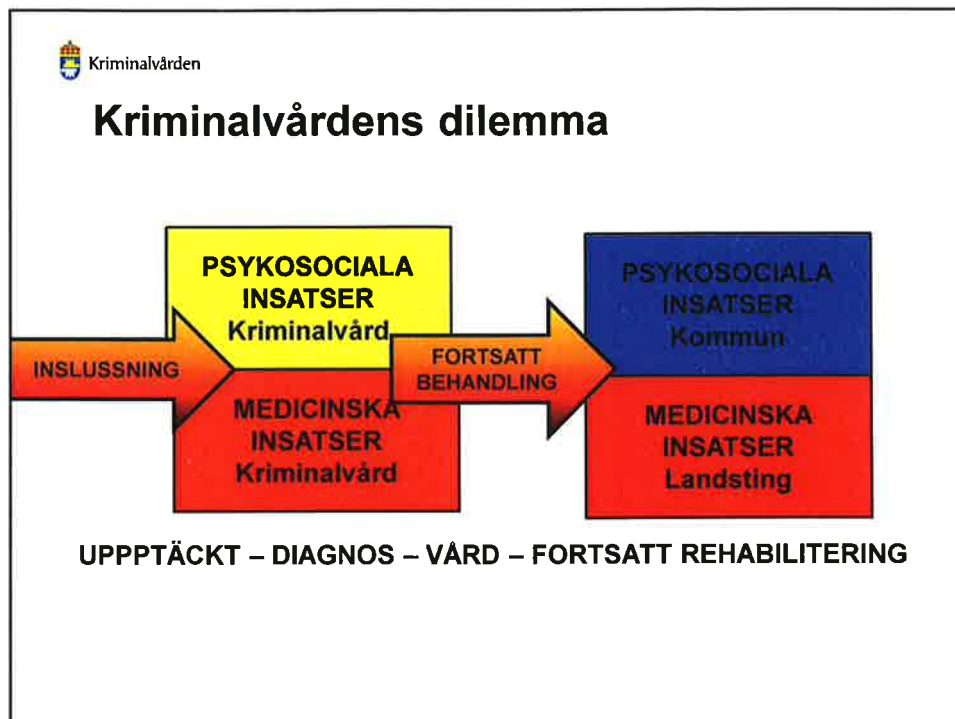 Kriminalvården
Kriminalvårdens dilemma
PSYKOSOCIALA
INSATSER
Kriminalvård
INSLUSSNING
MEDICINSKA
INSATSER
Kriminalvård
FORTSATT
BEHANDLING
PSYKOSOCIALA
INSATSER
Kommun
MEDICINSKA
INSATSER
Landsting
UPPPTÄCKT – DIAGNOS – VÅRD – FORTSATT REHABILITERING